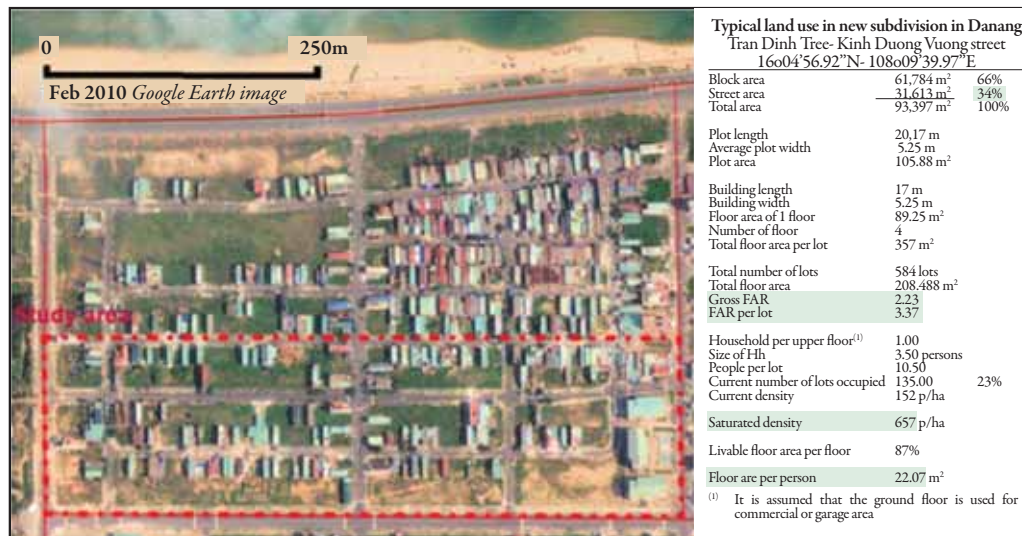 0 250m
Feb 2010 Google Earth image
Study area
Typical land use in new subdivision in Danang
Tran Dinh Tree- Kinh Duong Vuong street
16o04’56.92”N- 108o09’39.97”E
Block area 61,784 m² 66%
Street area 31,613 m² 34%
Total area 93,397 m² 100%
Plot length 20,17 m
Average plot width 5.25 m
Plot area 105.88 m²
Building length 17 m
Building width 5.25 m
Floor area of 1 floor 89.25 m²
Number of floor 4
Total floor area per lot 357 m²
Total number of lots 584 lots
Total floor area 208.488 m²
Gross FAR 2.23
FAR per lot 3.37
Household per upper floor⁽¹⁾ 1.00
Size of Hh 3.50 persons
People per lot 10.50
Current number of lots occupied 135.00 23%
Current density 152 p/ha
Saturated density 657 p/ha
Livable floor area per floor 87%
Floor are per person 22.07 m²
⁽¹⁾ It is assumed that the ground floor is used for
commercial or garage area